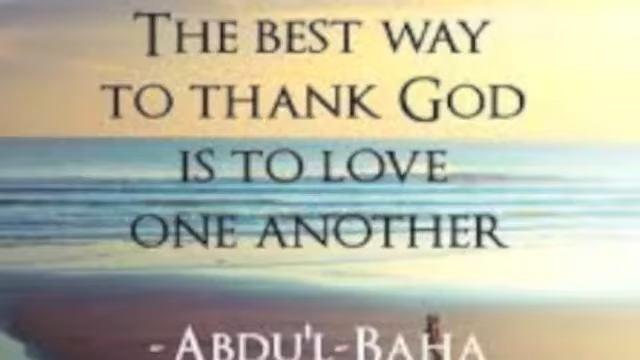 THE BEST WAY
TO THANK GOD
IS TO LOVE
ONE ANOTHER
-ABDU'L-BAHA